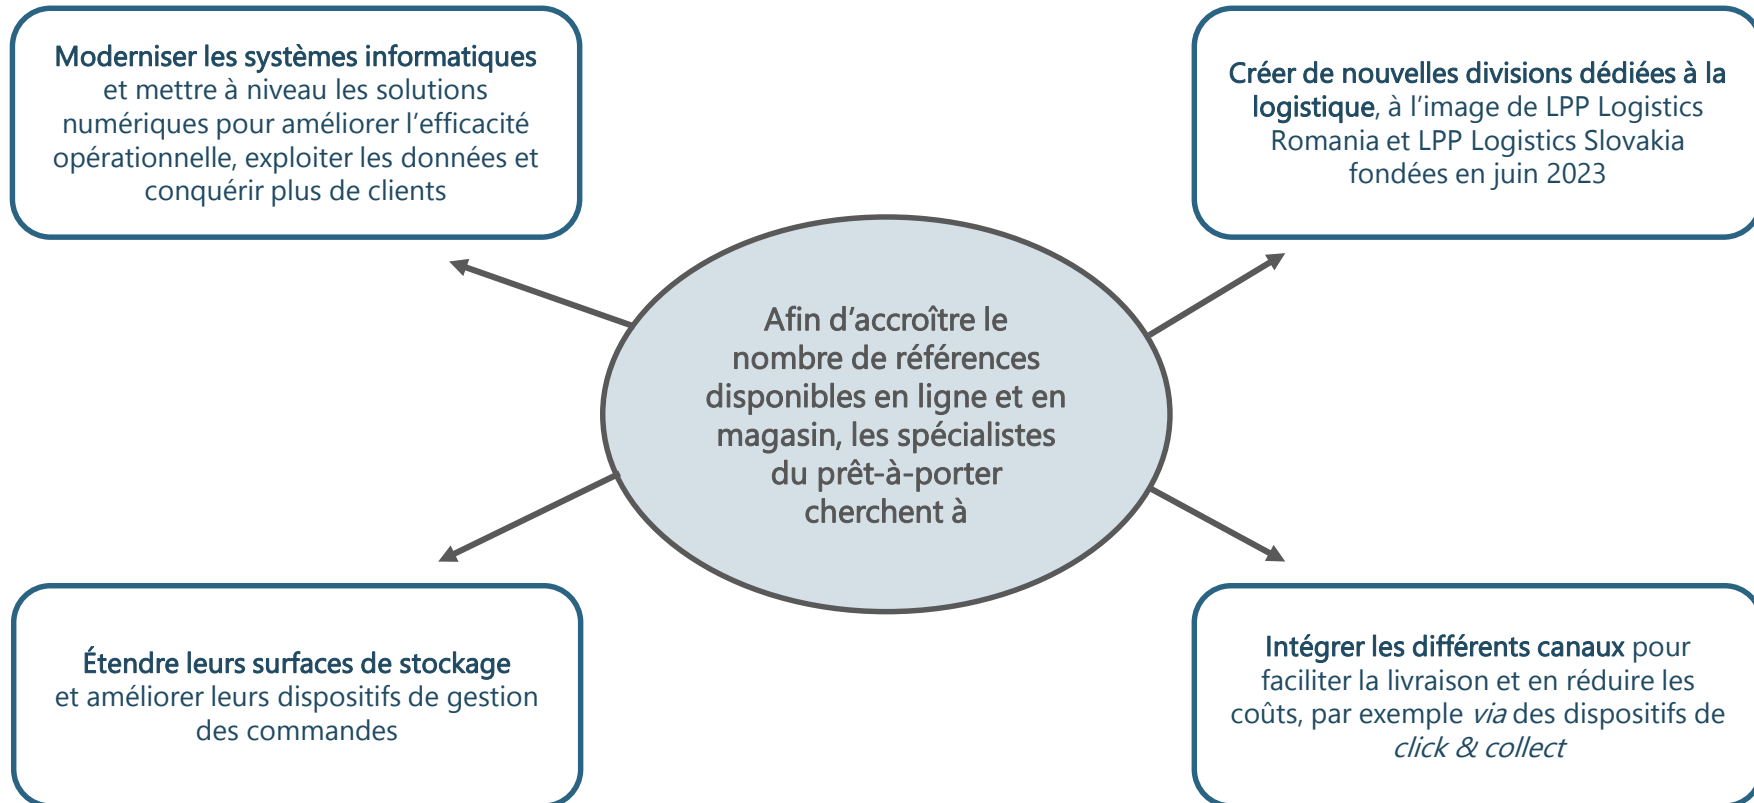 Moderniser les systèmes informatiques
et mettre à niveau les solutions
numériques pour améliorer l’efficacité
opérationnelle, exploiter les données et
conquérir plus de clients
Créer de nouvelles divisions dédiées à la
logistique, à l’image de LPP Logistics
Romania et LPP Logistics Slovakia
fondées en juin 2023
Afin d’accroître le
nombre de références
disponibles en ligne et en
magasin, les spécialistes
du prêt-à-porter
cherchent à
Étendre leurs surfaces de stockage
et améliorer leurs dispositifs de gestion
des commandes
Intégrer les différents canaux pour
faciliter la livraison et en réduire les
coûts, par exemple via des dispositifs de
click & collect